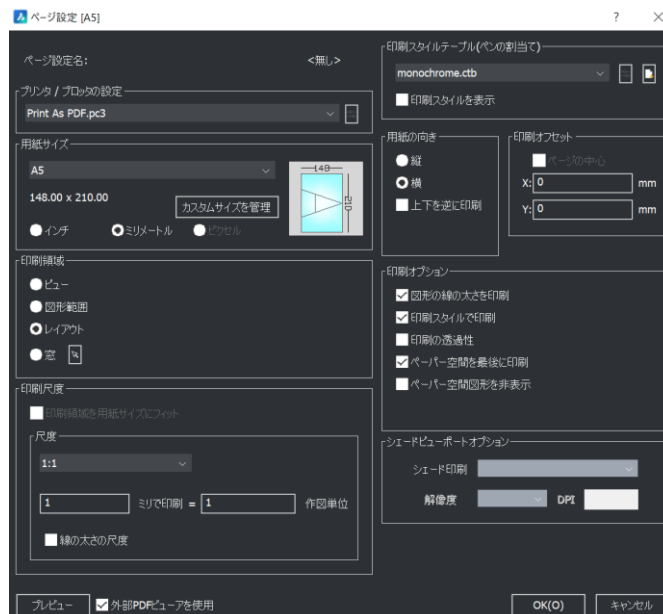 ページ設定 [A5]
ページ設定名:
<無し>
プリンタ / プロッタの設定
Print As PDF.pc3
用紙サイズ
A5
148.00 x 210.00
カスタムサイズを管理
148
210
インチ
ミリメートル
ピクセル
印刷領域
ビュー
図形範囲
レイアウト
窓
印刷尺度
印刷領域を用紙サイズにフィット
尺度
1:1
1 ミリで印刷 = 1 作図単位
線の太さの尺度
印刷スタイルテーブル(ペンの割当て)
monochrome.ctb
印刷スタイルを表示
用紙の向き
縦
横
上下を逆に印刷
印刷オフセット
ページの中心
X: 0 mm
Y: 0 mm
印刷オプション
図形の線の太さを印刷
印刷スタイルで印刷
印刷の透過性
ペーパー空間を最後に印刷
ペーパー空間図形を非表示
シェードビューポートオプション
シェード印刷
解像度 DPI
プレビュー
外部PDFビューアを使用
OK(O)
キャンセル